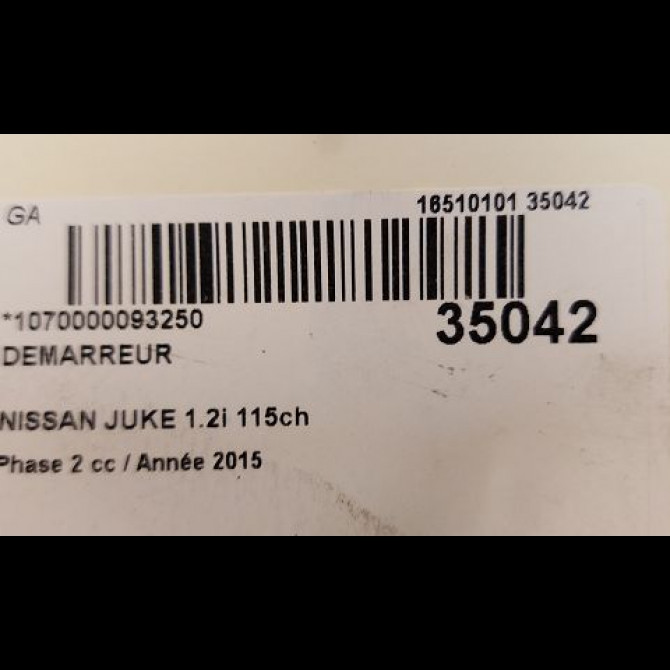 GA
16510101 35042
*1070000093250
35042
DEMARREUR
NISSAN JUKE 1.2i 115ch
Phase 2 cc / Année 2015